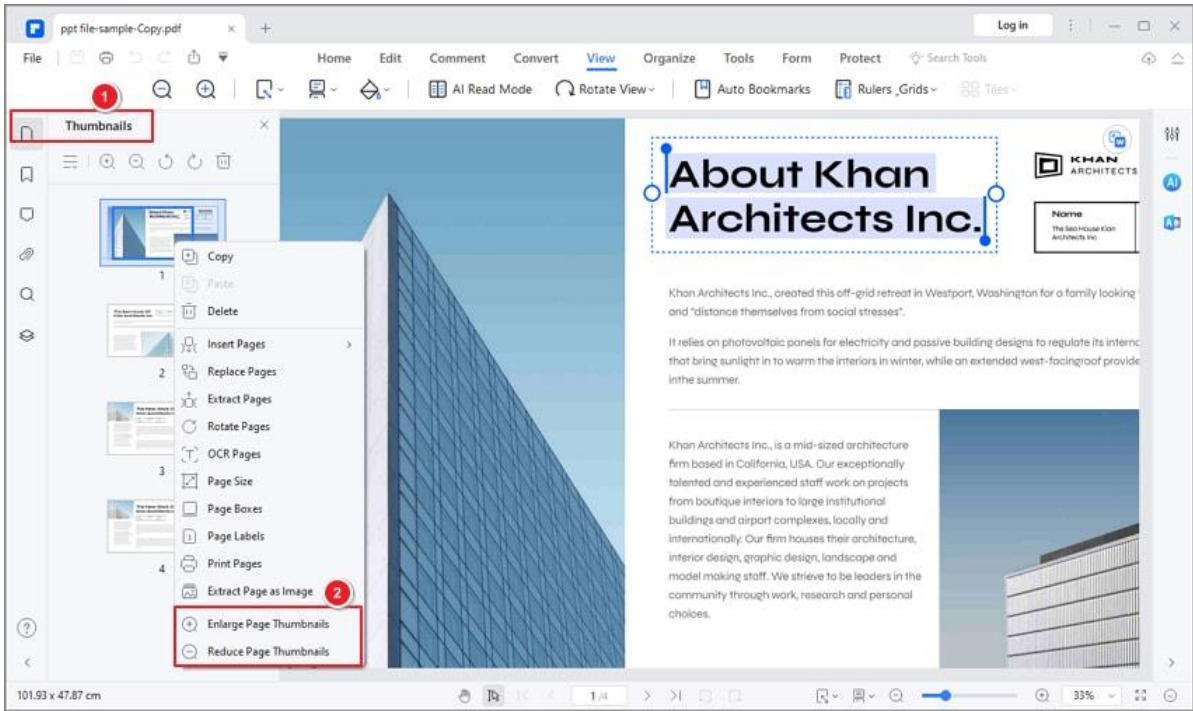 ppt file-sample-Copy.pdf
Log in
File
Home Edit Comment Convert View Organize Tools Form Protect Search Tools
AI Read Mode Rotate View Auto Bookmarks Rulers _Grids Tiles
1
Thumbnails
Copy
Paste
Delete
Insert Pages
Replace Pages
Extract Pages
Rotate Pages
OCR Pages
Page Size
Page Boxes
Page Labels
Print Pages
Extract Page as Image
2
Enlarge Page Thumbnails
Reduce Page Thumbnails
1
2
3
4
About Khan
Architects Inc.
KHAN
ARCHITECTS
Name
The Sea House Klan
Architects Inc
Khan Architects Inc., created this off-grid retreat in Westport, Washington for a family looking
and "distance themselves from social stresses".
It relies on photovoltaic panels for electricity and passive building designs to regulate its interna
that bring sunlight in to warm the interiors in winter, while an extended west-facingroof provide
inthe summer.
Khan Architects Inc., is a mid-sized architecture
firm based in California, USA. Our exceptionally
talented and experienced staff work on projects
from boutique interiors to large institutional
buildings and airport complexes, locally and
internationally. Our firm houses their architecture,
interior design, graphic design, landscape and
model making staff. We strieve to be leaders in the
community through work, research and personal
choices.
AI
101.93 x 47.87 cm
1 /4
33%